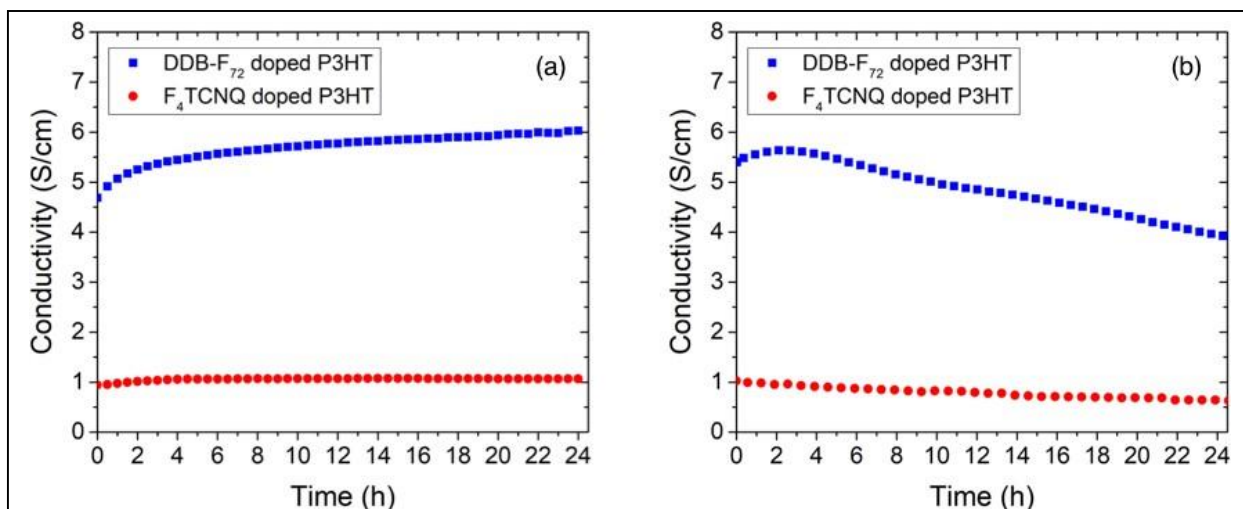 (a)
DDB-F₇₂ doped P3HT
F₄TCNQ doped P3HT
Conductivity (S/cm)
8
7
6
5
4
3
2
1
0
0 2 4 6 8 10 12 14 16 18 20 22 24
Time (h)
(b)
DDB-F₇₂ doped P3HT
F₄TCNQ doped P3HT
Conductivity (S/cm)
8
7
6
5
4
3
2
1
0
0 2 4 6 8 10 12 14 16 18 20 22 24
Time (h)